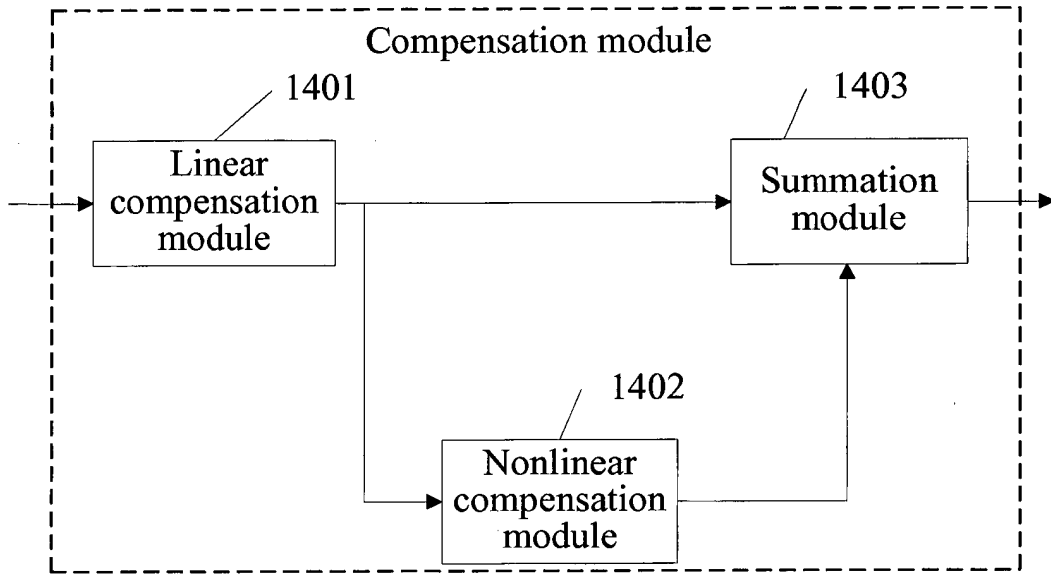 Compensation module
1401
1403
Linear
compensation
module
Summation
module
1402
Nonlinear
compensation
module